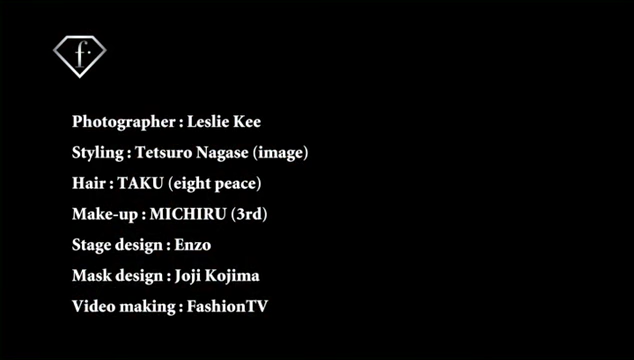 f.
Photographer : Leslie Kee
Styling : Tetsuro Nagase (image)
Hair : TAKU (eight peace)
Make-up : MICHIRU (3rd)
Stage design : Enzo
Mask design : Joji Kojima
Video making : FashionTV